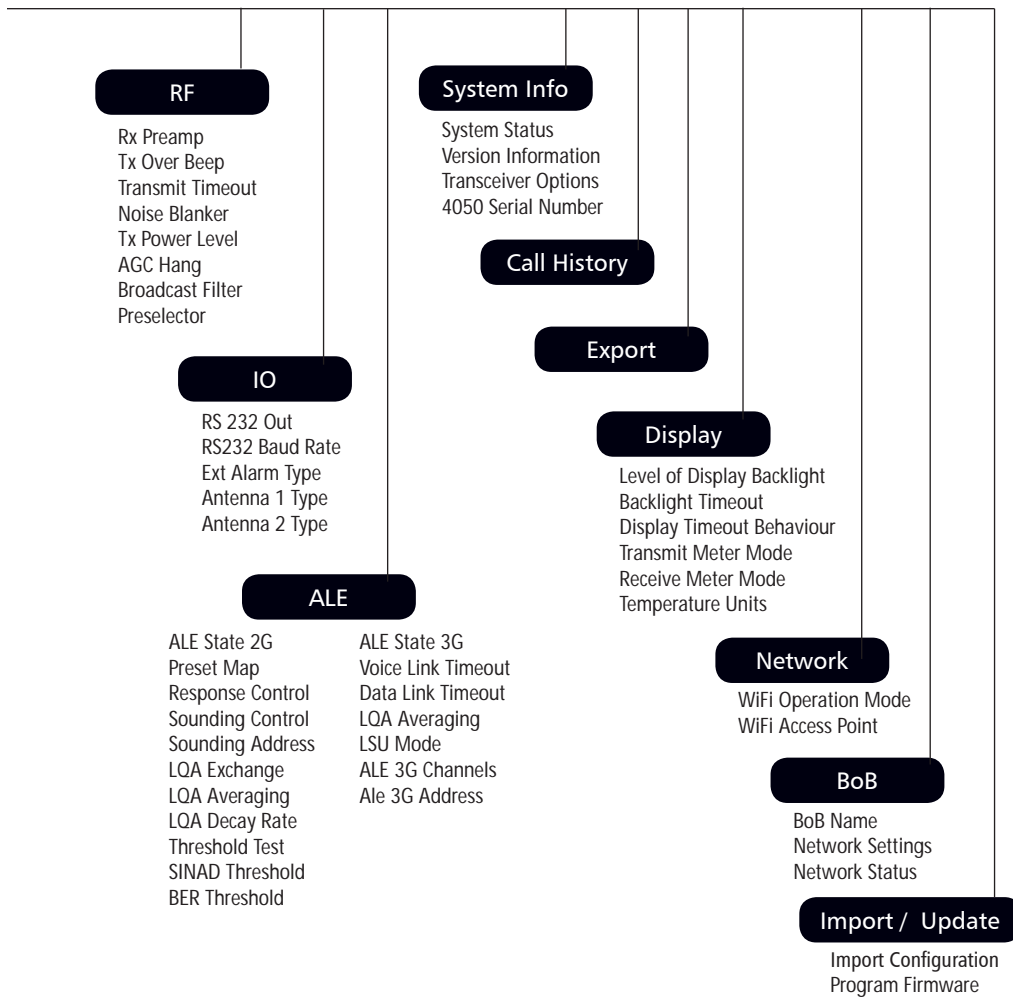 RF
Rx Preamp
Tx Over Beep
Transmit Timeout
Noise Blanker
Tx Power Level
AGC Hang
Broadcast Filter
Preselector
IO
RS 232 Out
RS232 Baud Rate
Ext Alarm Type
Antenna 1 Type
Antenna 2 Type
ALE
ALE State 2G
Preset Map
Response Control
Sounding Control
Sounding Address
LQA Exchange
LQA Averaging
LQA Decay Rate
Threshold Test
SINAD Threshold
BER Threshold
ALE State 3G
Voice Link Timeout
Data Link Timeout
LQA Averaging
LSU Mode
ALE 3G Channels
Ale 3G Address
System Info
System Status
Version Information
Transceiver Options
4050 Serial Number
Call History
Export
Display
Level of Display Backlight
Backlight Timeout
Display Timeout Behaviour
Transmit Meter Mode
Receive Meter Mode
Temperature Units
Network
WiFi Operation Mode
WiFi Access Point
BoB
BoB Name
Network Settings
Network Status
Import / Update
Import Configuration
Program Firmware